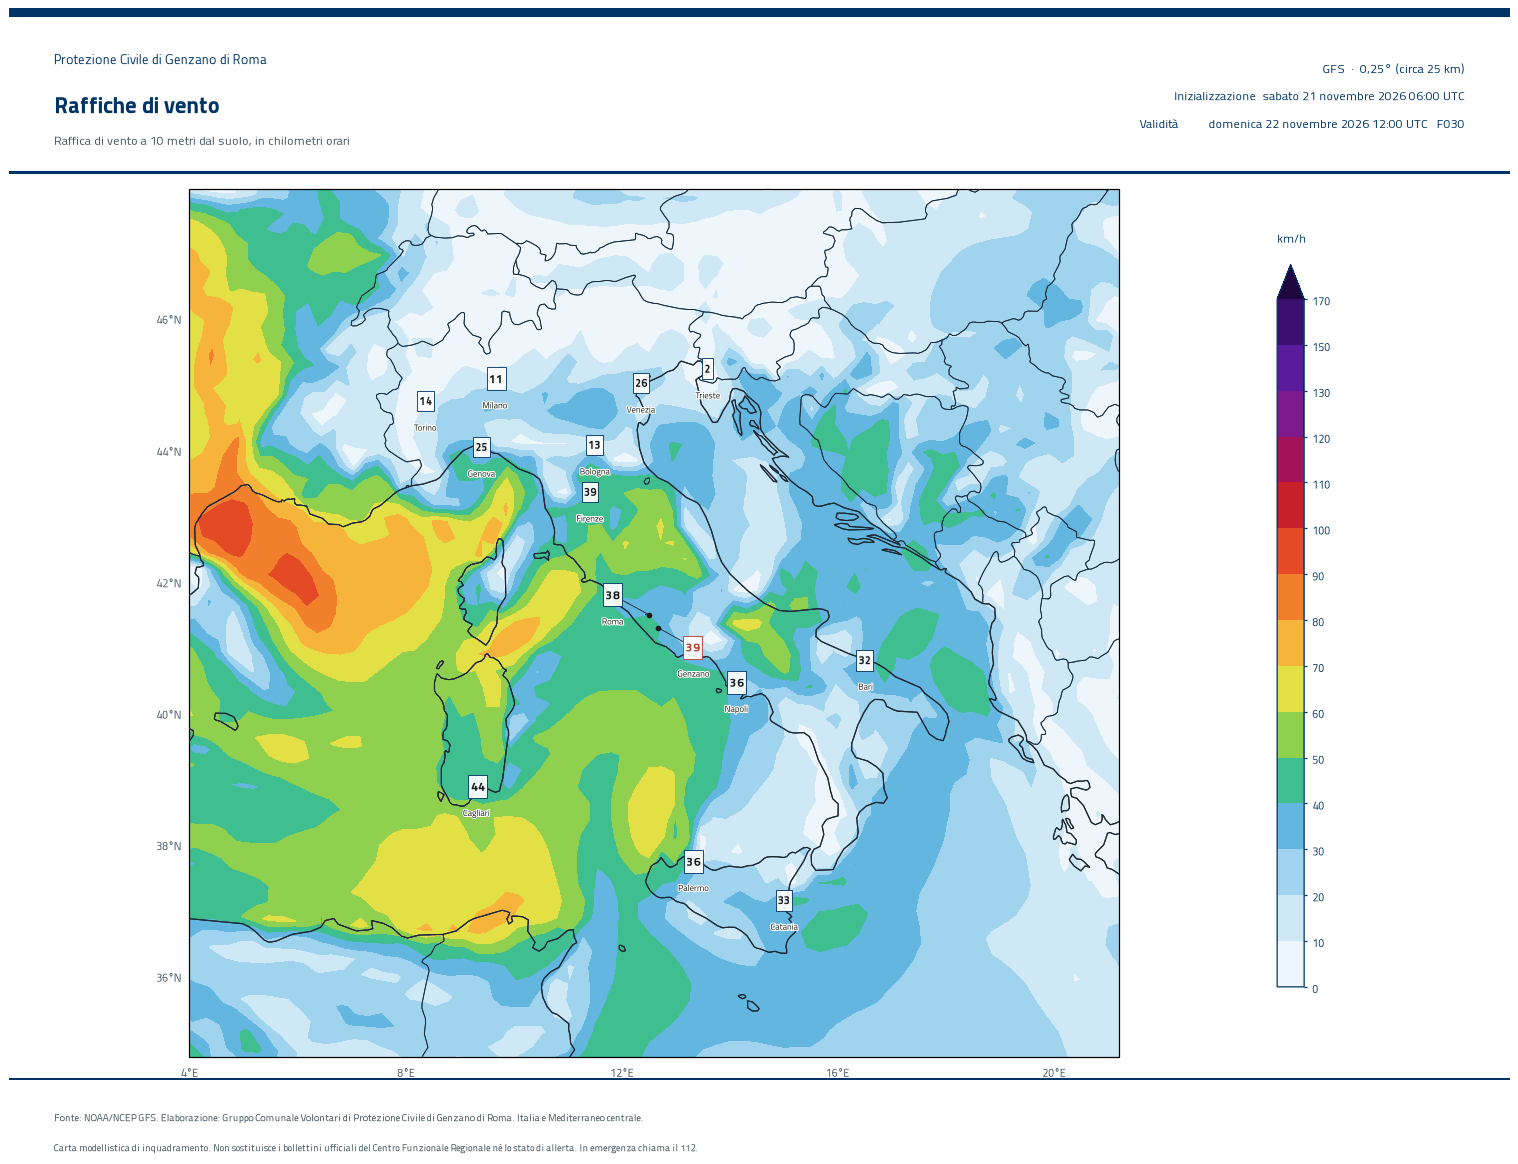 Protezione Civile di Genzano di Roma
Raffiche di vento
Raffica di vento a 10 metri dal suolo, in chilometri orari
GFS · 0,25° (circa 25 km)
Inizializzazione sabato 21 novembre 2026 06:00 UTC
Validità domenica 22 novembre 2026 12:00 UTC F030
km/h
170
150
130
120
110
100
90
80
70
60
50
40
30
20
10
0
46°N
44°N
42°N
40°N
38°N
36°N
4°E
8°E
12°E
16°E
20°E
2
Trieste
11
Milano
26
Venezia
14
Torino
25
Genova
13
Bologna
39
Firenze
38
Roma
39
Genzano
36
Napoli
32
Bari
44
Cagliari
36
Palermo
33
Catania
Fonte: NOAA/NCEP GFS. Elaborazione: Gruppo Comunale Volontari di Protezione Civile di Genzano di Roma. Italia e Mediterraneo centrale.
Carta modellistica di inquadramento. Non sostituisce i bollettini ufficiali del Centro Funzionale Regionale né lo stato di allerta. In emergenza chiama il 112.